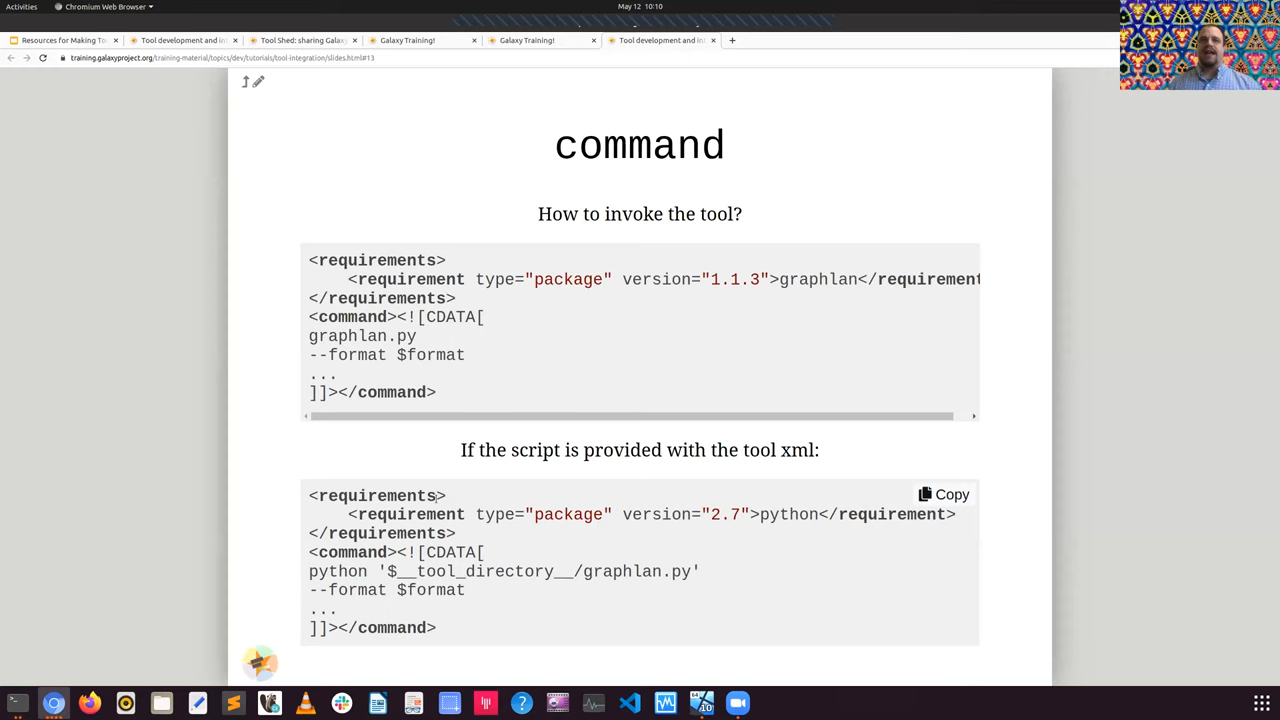 Activities
Chromium Web Browser
May 12 10:10
Resources for Making To
Tool development and in
Tool Shed: sharing Galax
Galaxy Training!
Galaxy Training!
Tool development and in
training.galaxyproject.org/training-material/topics/dev/tutorials/tool-integration/slides.html#13
command
How to invoke the tool?
<requirements>
<requirement type="package" version="1.1.3">graphlan</requirement
</requirements>
<command><![CDATA[
graphlan.py
--format $format
...
]]></command>
If the script is provided with the tool xml:
Copy
<requirements>
<requirement type="package" version="2.7">python</requirement>
</requirements>
<command><![CDATA[
python '$__tool_directory__/graphlan.py'
--format $format
...
]]></command>